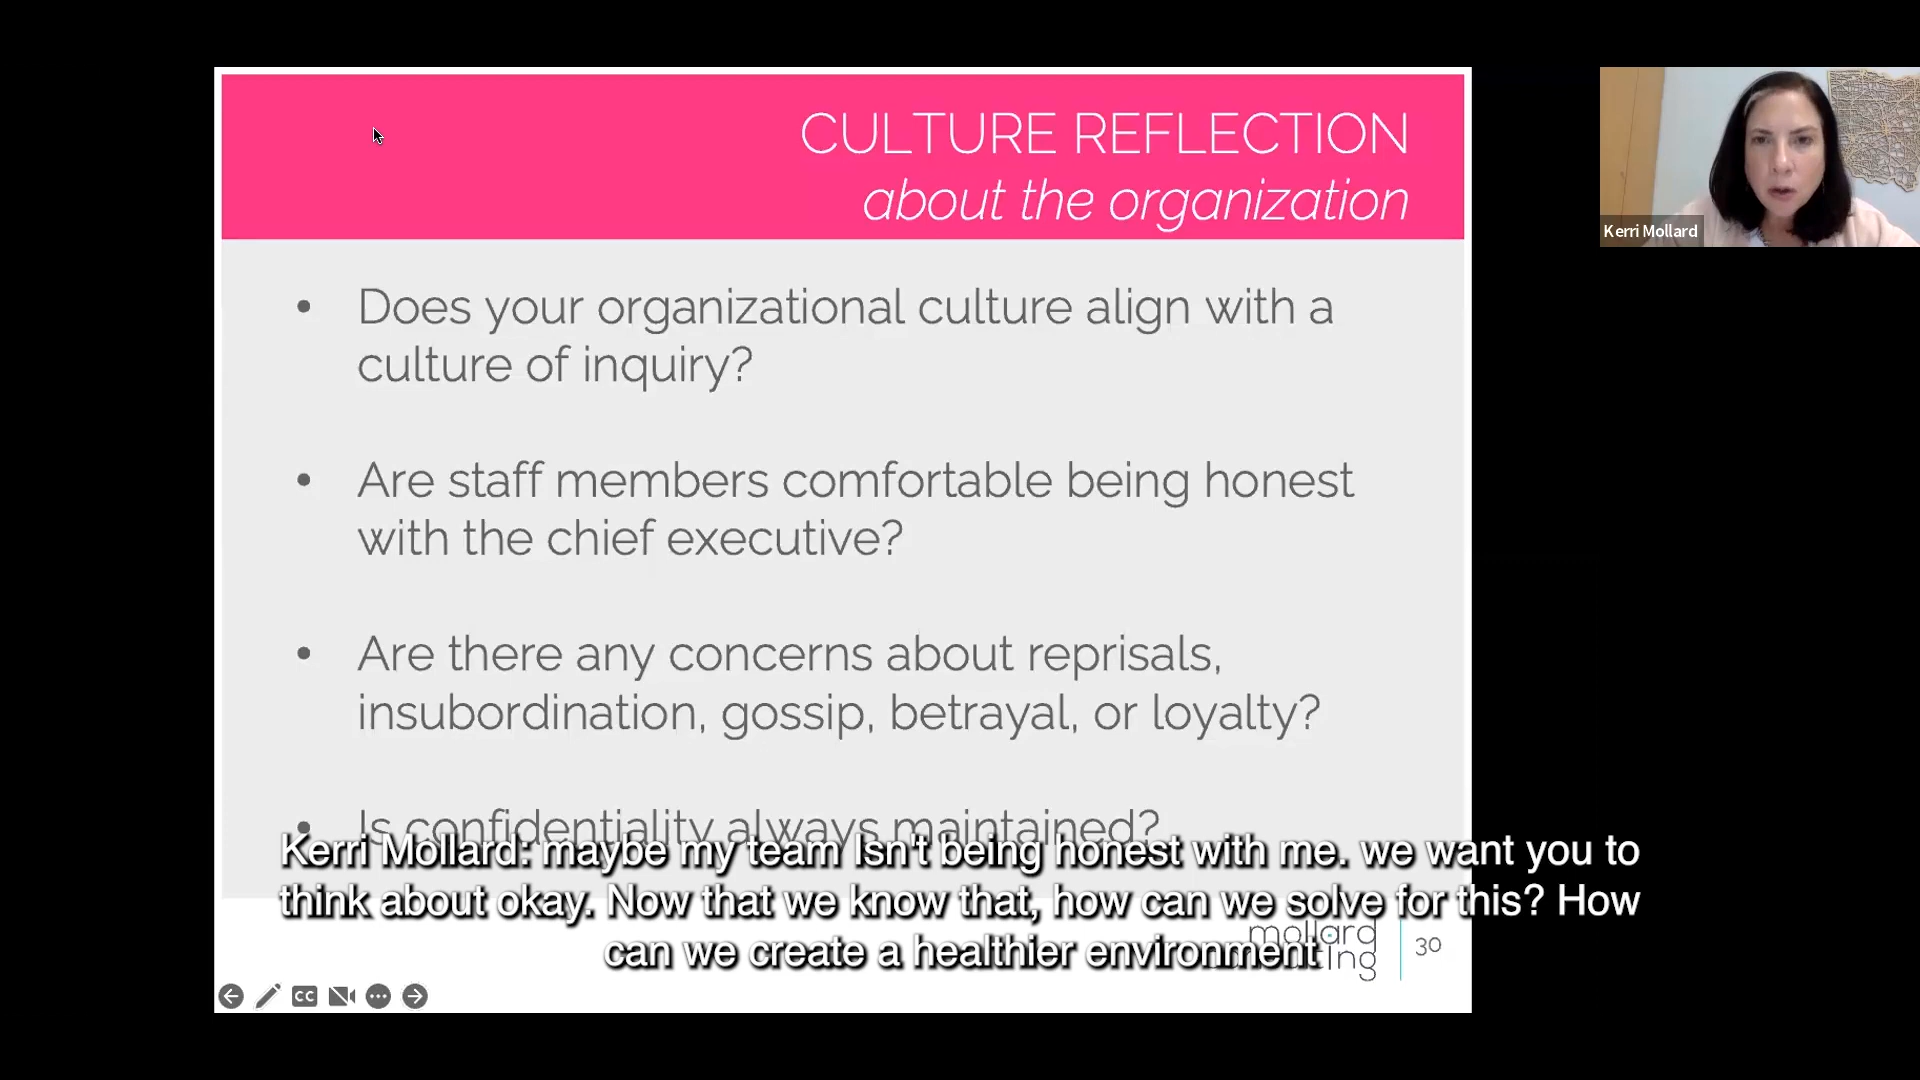 CULTURE REFLECTION
about the organization
Kerri Mollard
• Does your organizational culture align with a
culture of inquiry?
• Are staff members comfortable being honest
with the chief executive?
• Are there any concerns about reprisals,
insubordination, gossip, betrayal, or loyalty?
• Is confidentiality always maintained?
Kerri Mollard: maybe my team Isn't being honest with me. we want you to
think about okay. Now that we know that, how can we solve for this? How
can we create a healthier environment
mollard
30
CC